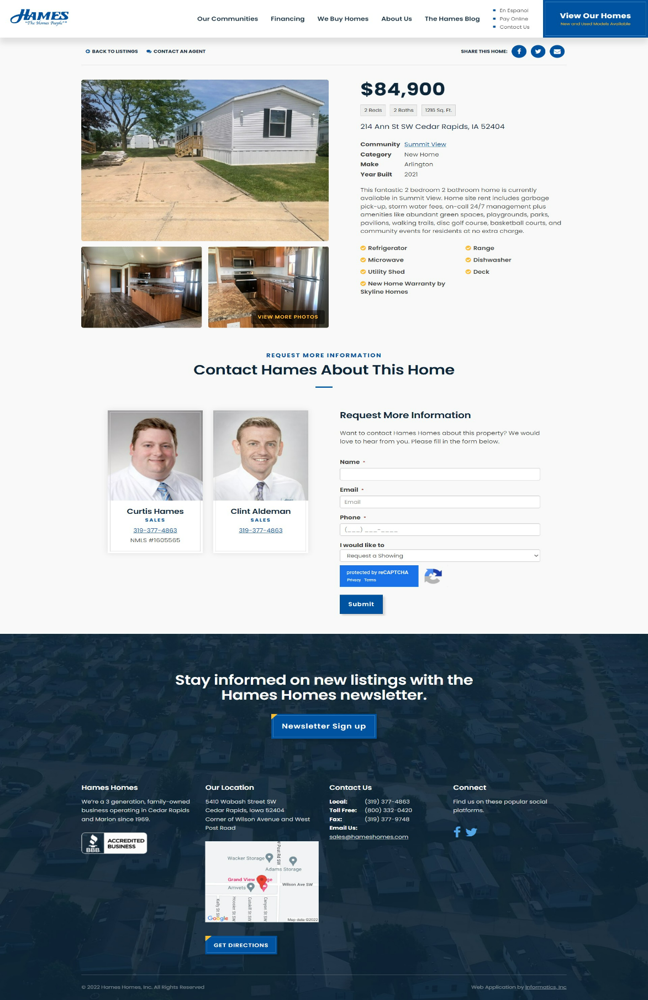 HAMES
"The Homes People"®
Our Communities
Financing
We Buy Homes
About Us
The Hames Blog
En Espanol
Pay Online
Contact Us
View Our Homes
New and Used Models Available
BACK TO LISTINGS
CONTACT AN AGENT
SHARE THIS HOME:
$84,900
2 Beds
2 Baths
1216 Sq. Ft.
214 Ann St SW Cedar Rapids, IA 52404
Community Summit View
Category New Home
Make Arlington
Year Built 2021
This fantastic 2 bedroom 2 bathroom home is currently
available in Summit View. Home site rent includes garbage
pick-up, storm water fees, on-call 24/7 management plus
amenities like abundant green spaces, playgrounds, parks,
pavilions, walking trails, disc golf course, basketball courts, and
community events for residents at no extra charge.
Refrigerator
Range
Microwave
Dishwasher
Utility Shed
Deck
New Home Warranty by
Skyline Homes
VIEW MORE PHOTOS
REQUEST MORE INFORMATION
Contact Hames About This Home
Curtis Hames
SALES
319-377-4863
NMLS #1605565
Clint Aldeman
SALES
319-377-4863
Request More Information
Want to contact Hames Homes about this property? We would
love to hear from you. Please fill in the form below.
Name *
Email *
Email
Phone *
(___) ___-____
I would like to
Request a Showing
protected by reCAPTCHA
Privacy Terms
Submit
Stay informed on new listings with the
Hames Homes newsletter.
Newsletter Sign up
Hames Homes
We're a 3 generation, family-owned
business operating in Cedar Rapids
and Marion since 1969.
BBB
ACCREDITED
BUSINESS
Our Location
5410 Wabash Street SW
Cedar Rapids, Iowa 52404
Corner of Wilson Avenue and West
Post Road
W Post Rd SW
Wacker Storage
Adams Storage
Grand View
Wilson Ave SW
Amvets
Kelly St SW
Hoosier St SW
Catskill St SW
Canyon St SW
Google
Map data ©2022
GET DIRECTIONS
Contact Us
Local: (319) 377-4863
Toll Free: (800) 332-0420
Fax: (319) 377-9748
Email Us:
sales@hameshomes.com
Connect
Find us on these popular social
platforms.
© 2022 Hames Homes, Inc. All Rights Reserved
Web Application by Informatics, Inc